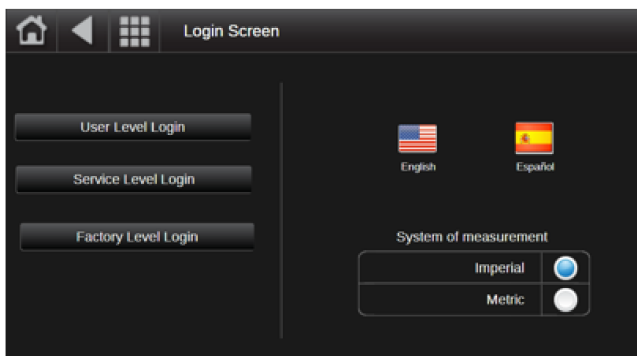 Login Screen
User Level Login
Service Level Login
Factory Level Login
English
Español
System of measurement
Imperial
Metric